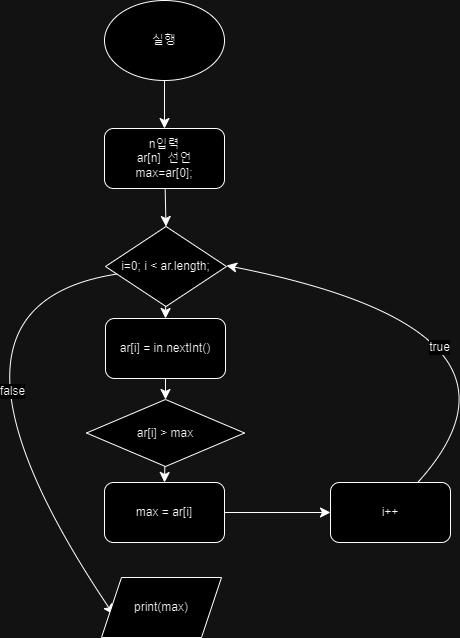 실행
n입력
ar[n] 선언
max=ar[0];
i=0; i < ar.length;
ar[i] = in.nextInt()
true
false
ar[i] > max
max = ar[i]
i++
print(max)